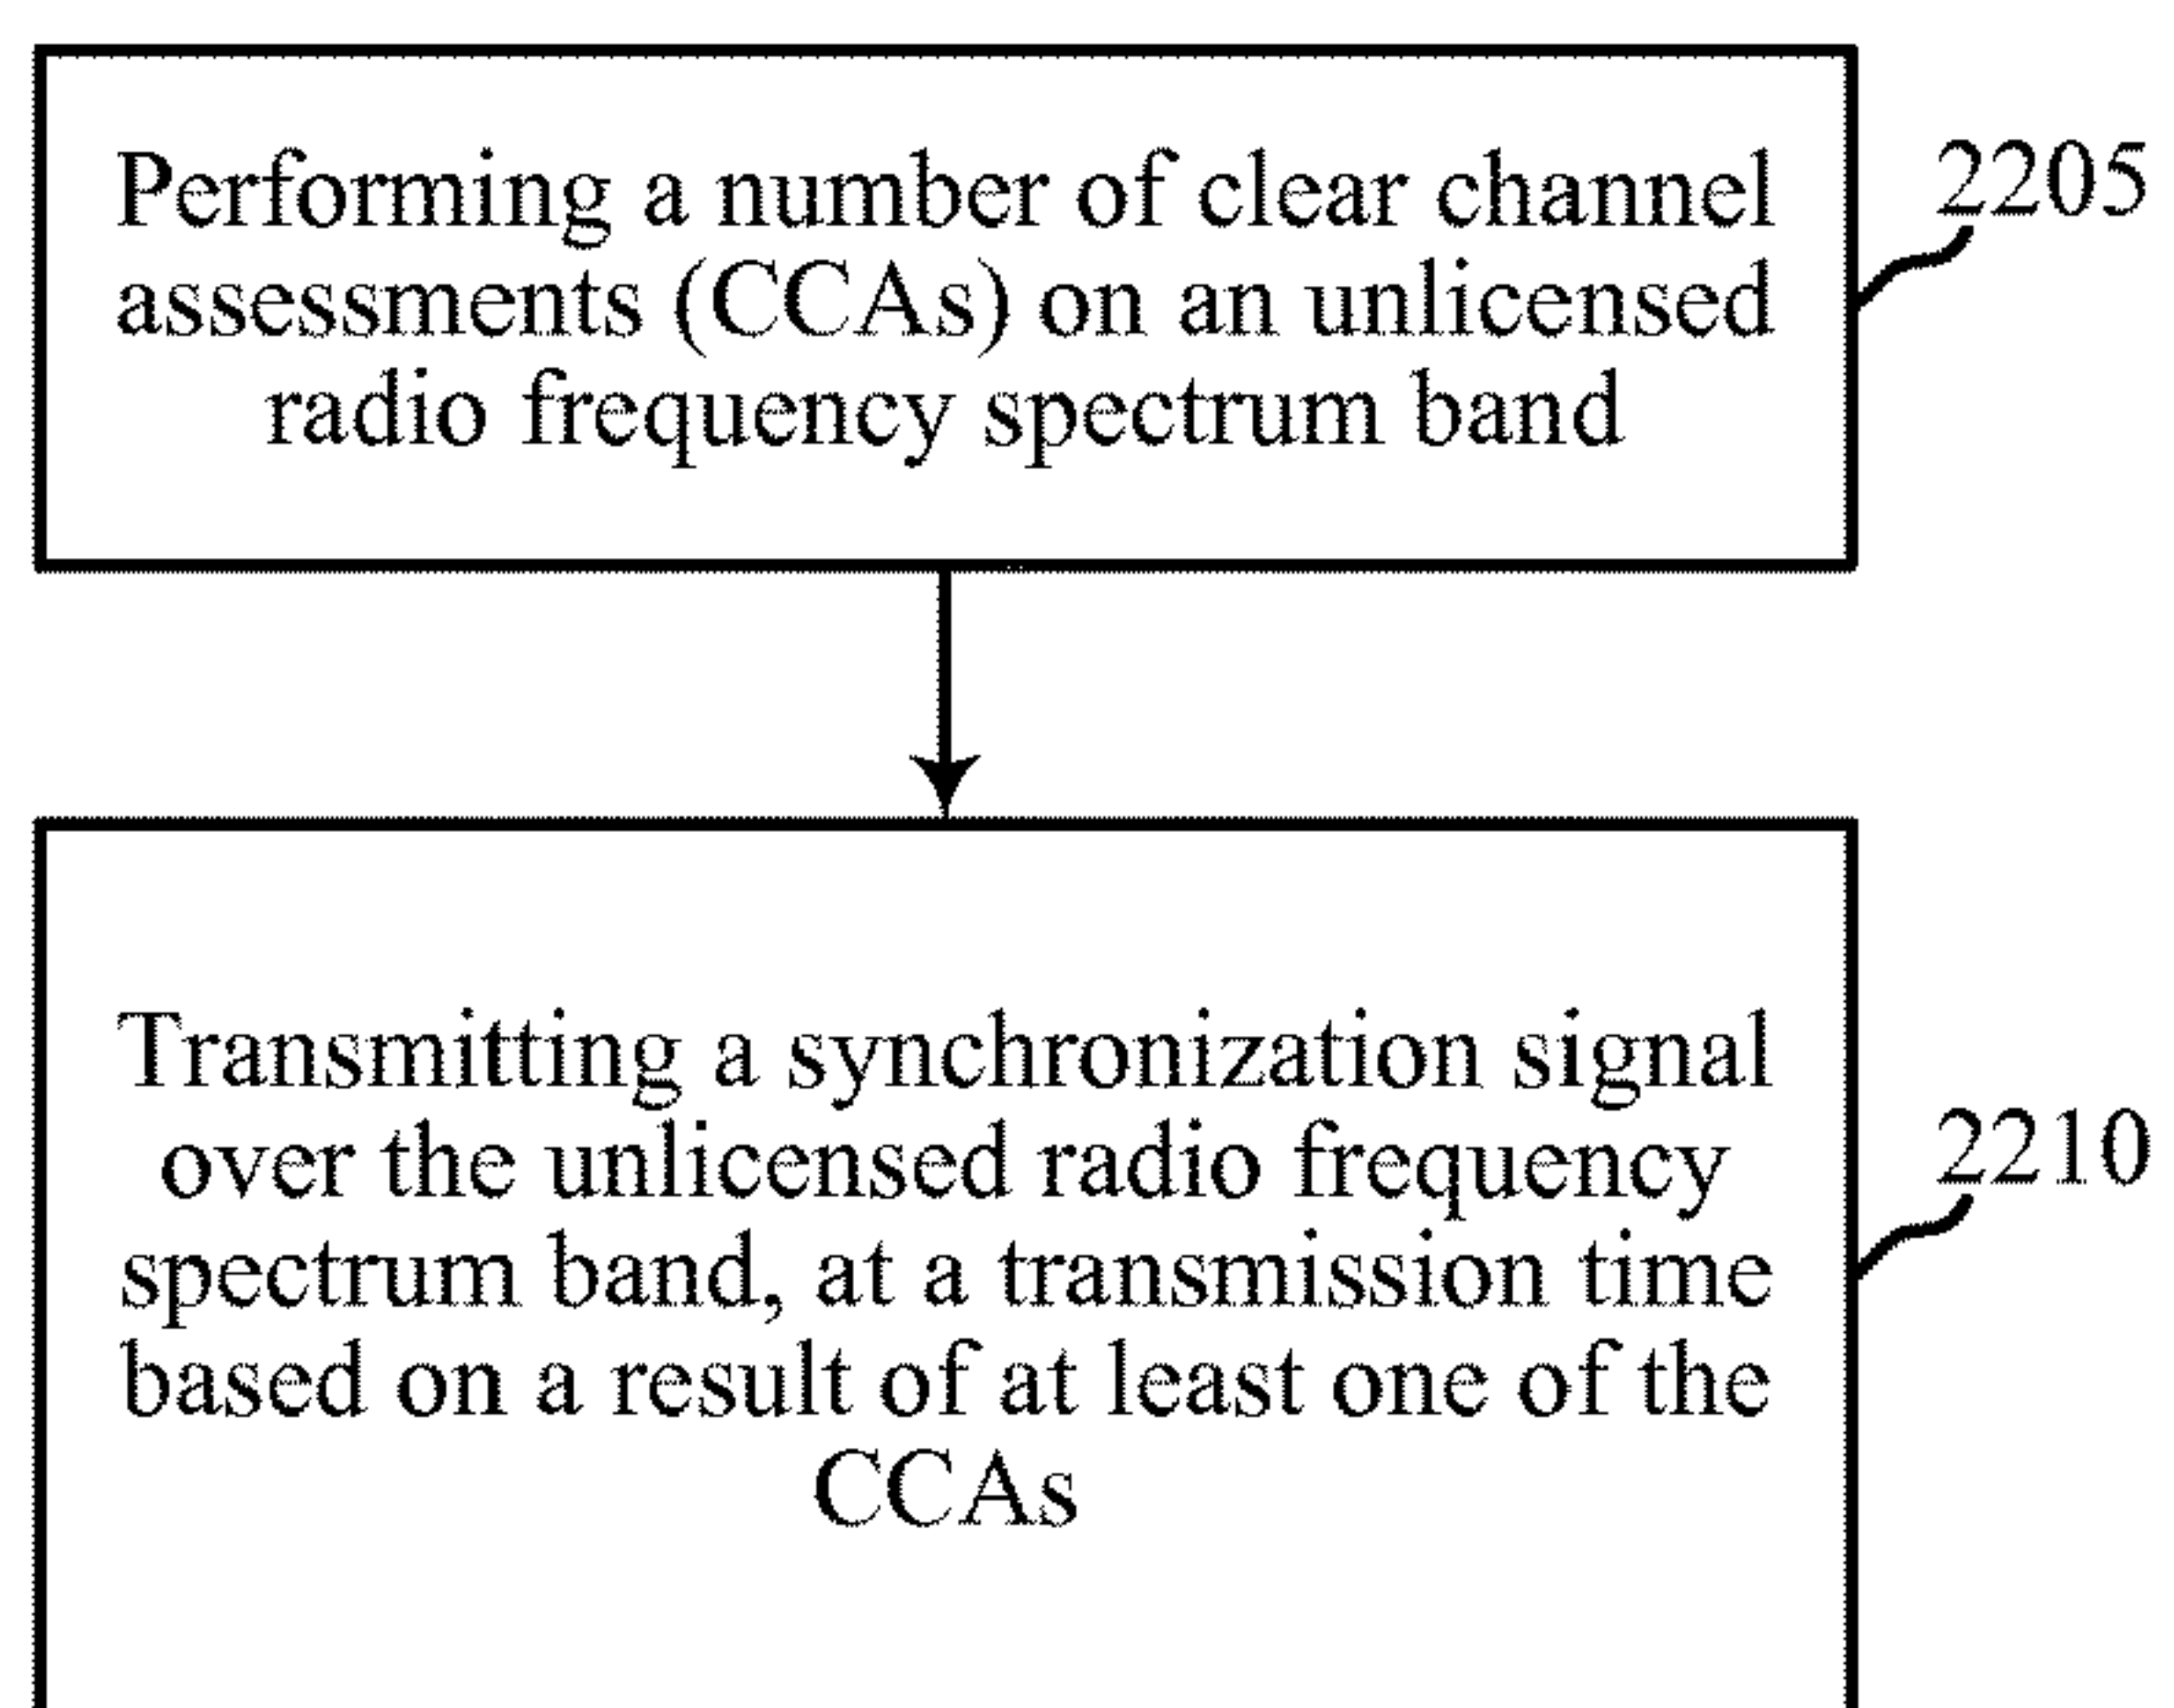 Performing a number of clear channel
assessments (CCAs) on an unlicensed
radio frequency spectrum band
2205
Transmitting a synchronization signal
over the unlicensed radio frequency
spectrum band, at a transmission time
based on a result of at least one of the
CCAs
2210